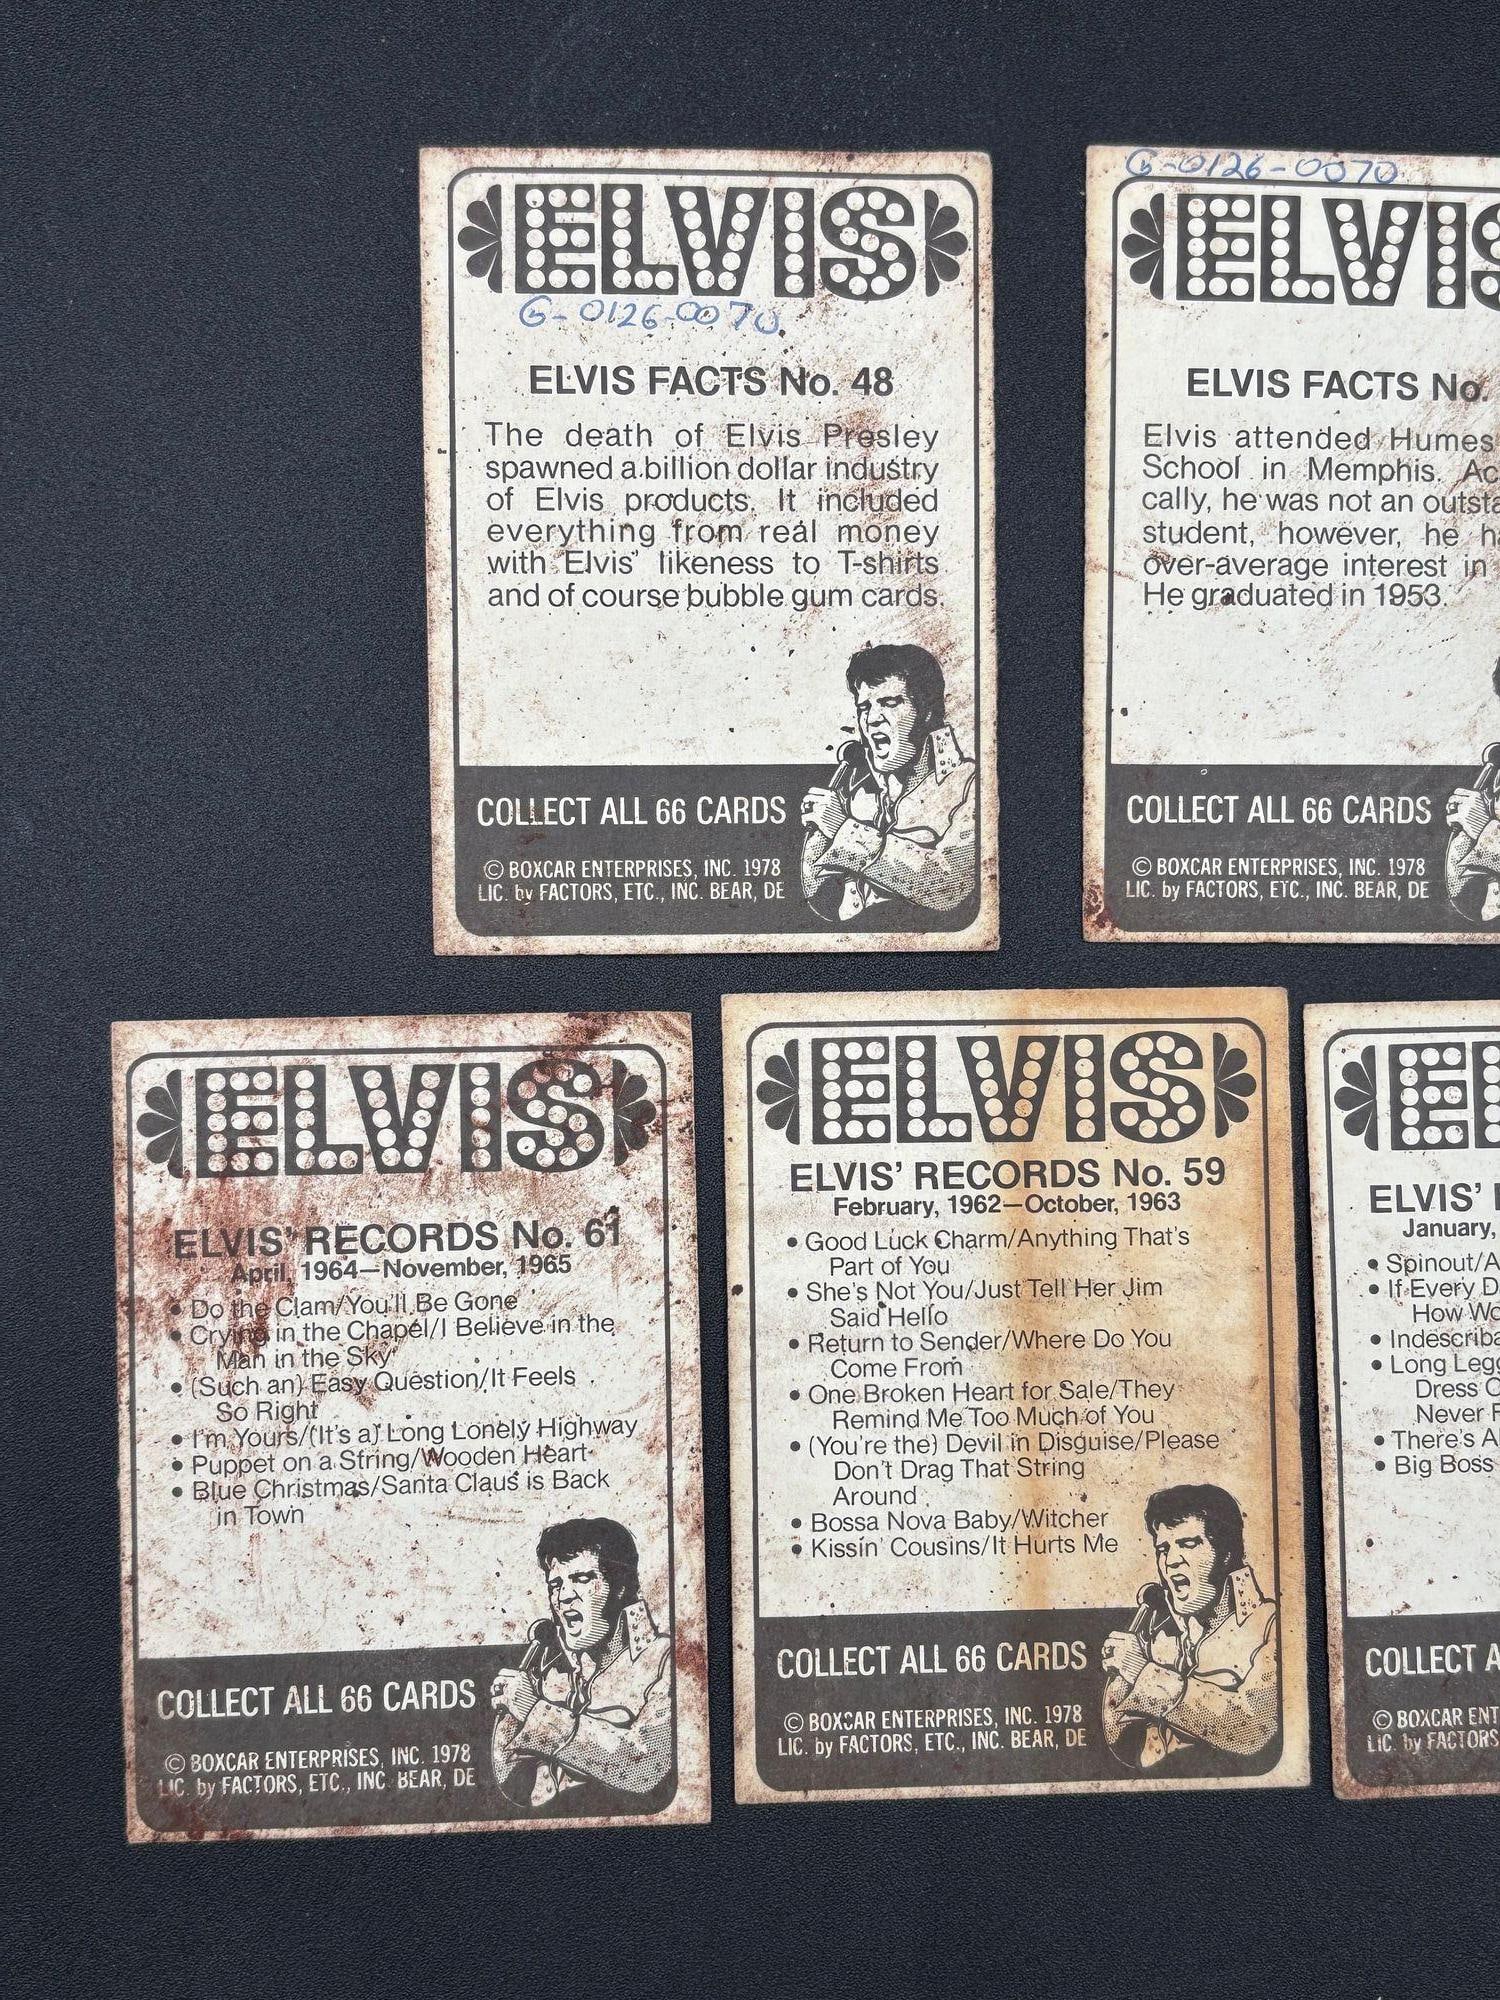 ELVIS
G-0126-0070
ELVIS FACTS No. 48
The death of Elvis Presley
spawned a billion dollar industry
of Elvis products. It included
everything from real money
with Elvis' likeness to T-shirts
and of course bubble gum cards.
COLLECT ALL 66 CARDS
© BOXCAR ENTERPRISES, INC. 1978
LIC. by FACTORS, ETC., INC. BEAR, DE
G-0126-0070
ELVIS
ELVIS FACTS No.
Elvis attended Humes
School in Memphis. Ac
cally, he was not an outsta
student, however, he ha
over-average interest in
He graduated in 1953.
COLLECT ALL 66 CARDS
© BOXCAR ENTERPRISES, INC. 1978
LIC. by FACTORS, ETC., INC. BEAR, DE
ELVIS
ELVIS' RECORDS No. 61
April, 1964—November, 1965
• Do the Clam/You'll Be Gone
• Crying in the Chapel/I Believe in the
Man in the Sky
• (Such an) Easy Question/It Feels
So Right
• I'm Yours/(It's a) Long Lonely Highway
• Puppet on a String/Wooden Heart
• Blue Christmas/Santa Claus is Back
in Town
COLLECT ALL 66 CARDS
© BOXCAR ENTERPRISES, INC. 1978
LIC. by FACTORS, ETC., INC. BEAR, DE
ELVIS
ELVIS' RECORDS No. 59
February, 1962—October, 1963
• Good Luck Charm/Anything That's
Part of You
• She's Not You/Just Tell Her Jim
Said Hello
• Return to Sender/Where Do You
Come From
• One Broken Heart for Sale/They
Remind Me Too Much of You
• (You're the) Devil in Disguise/Please
Don't Drag That String
Around
• Bossa Nova Baby/Witcher
• Kissin' Cousins/It Hurts Me
COLLECT ALL 66 CARDS
© BOXCAR ENTERPRISES, INC. 1978
LIC. by FACTORS, ETC., INC. BEAR, DE
EL
ELVIS'
January,
• Spinout/A
• If Every D
How Wo
• Indescriba
• Long Legg
Dress O
Never
• There's Al
• Big Boss
COLLECT A
© BOXCAR ENT
LIC. by FACTORS